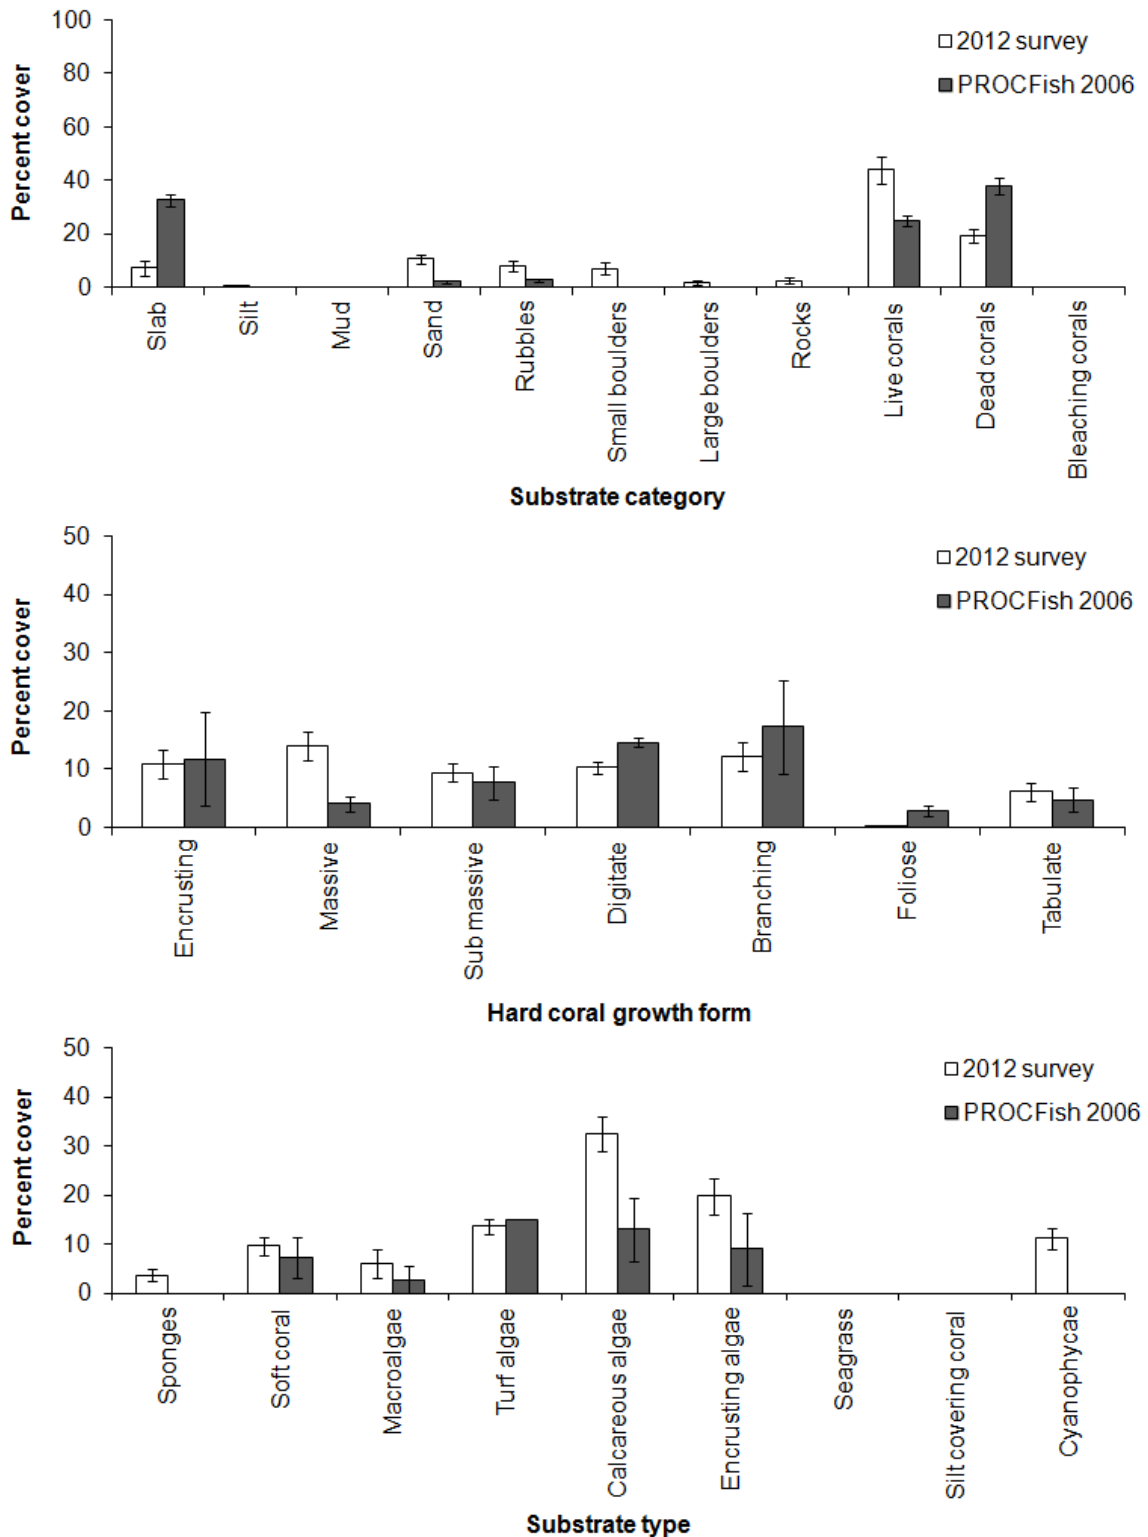 100
80
60
40
20
0
Percent cover
2012 survey
PROCFish 2006
Slab
Silt
Mud
Sand
Rubbles
Small boulders
Large boulders
Rocks
Live corals
Dead corals
Bleaching corals
Substrate category
50
40
30
20
10
0
Percent cover
2012 survey
PROCFish 2006
Encrusting
Massive
Sub massive
Digitate
Branching
Foliose
Tabulate
Hard coral growth form
50
40
30
20
10
0
Percent cover
2012 survey
PROCFish 2006
Sponges
Soft coral
Macroalgae
Turf algae
Calcareous algae
Encrusting algae
Seagrass
Silt covering coral
Cyanophycae
Substrate type